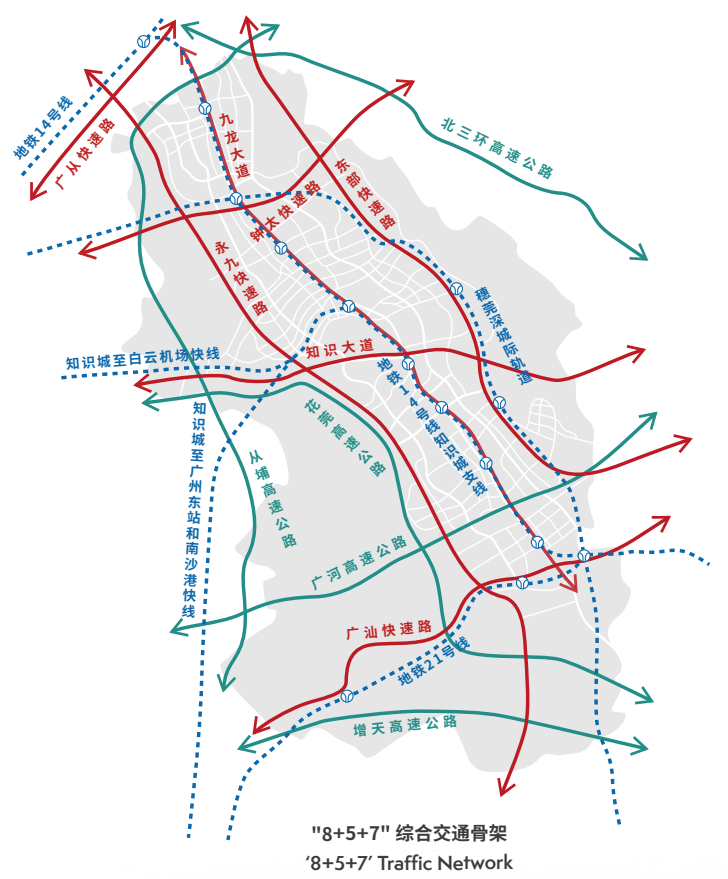 地铁14号线
广从快速路
九龙大道
北三环高速公路
东部快速路
钟太快速路
永九快速路
穗莞深城际轨道
知识城至白云机场快线
知识大道
地铁14号线知识城支线
花莞高速公路
知识城至广州东站和南沙港快线
从埔高速公路
广河高速公路
广汕快速路
地铁21号线
增天高速公路
"8+5+7" 综合交通骨架
‘8+5+7’ Traffic Network